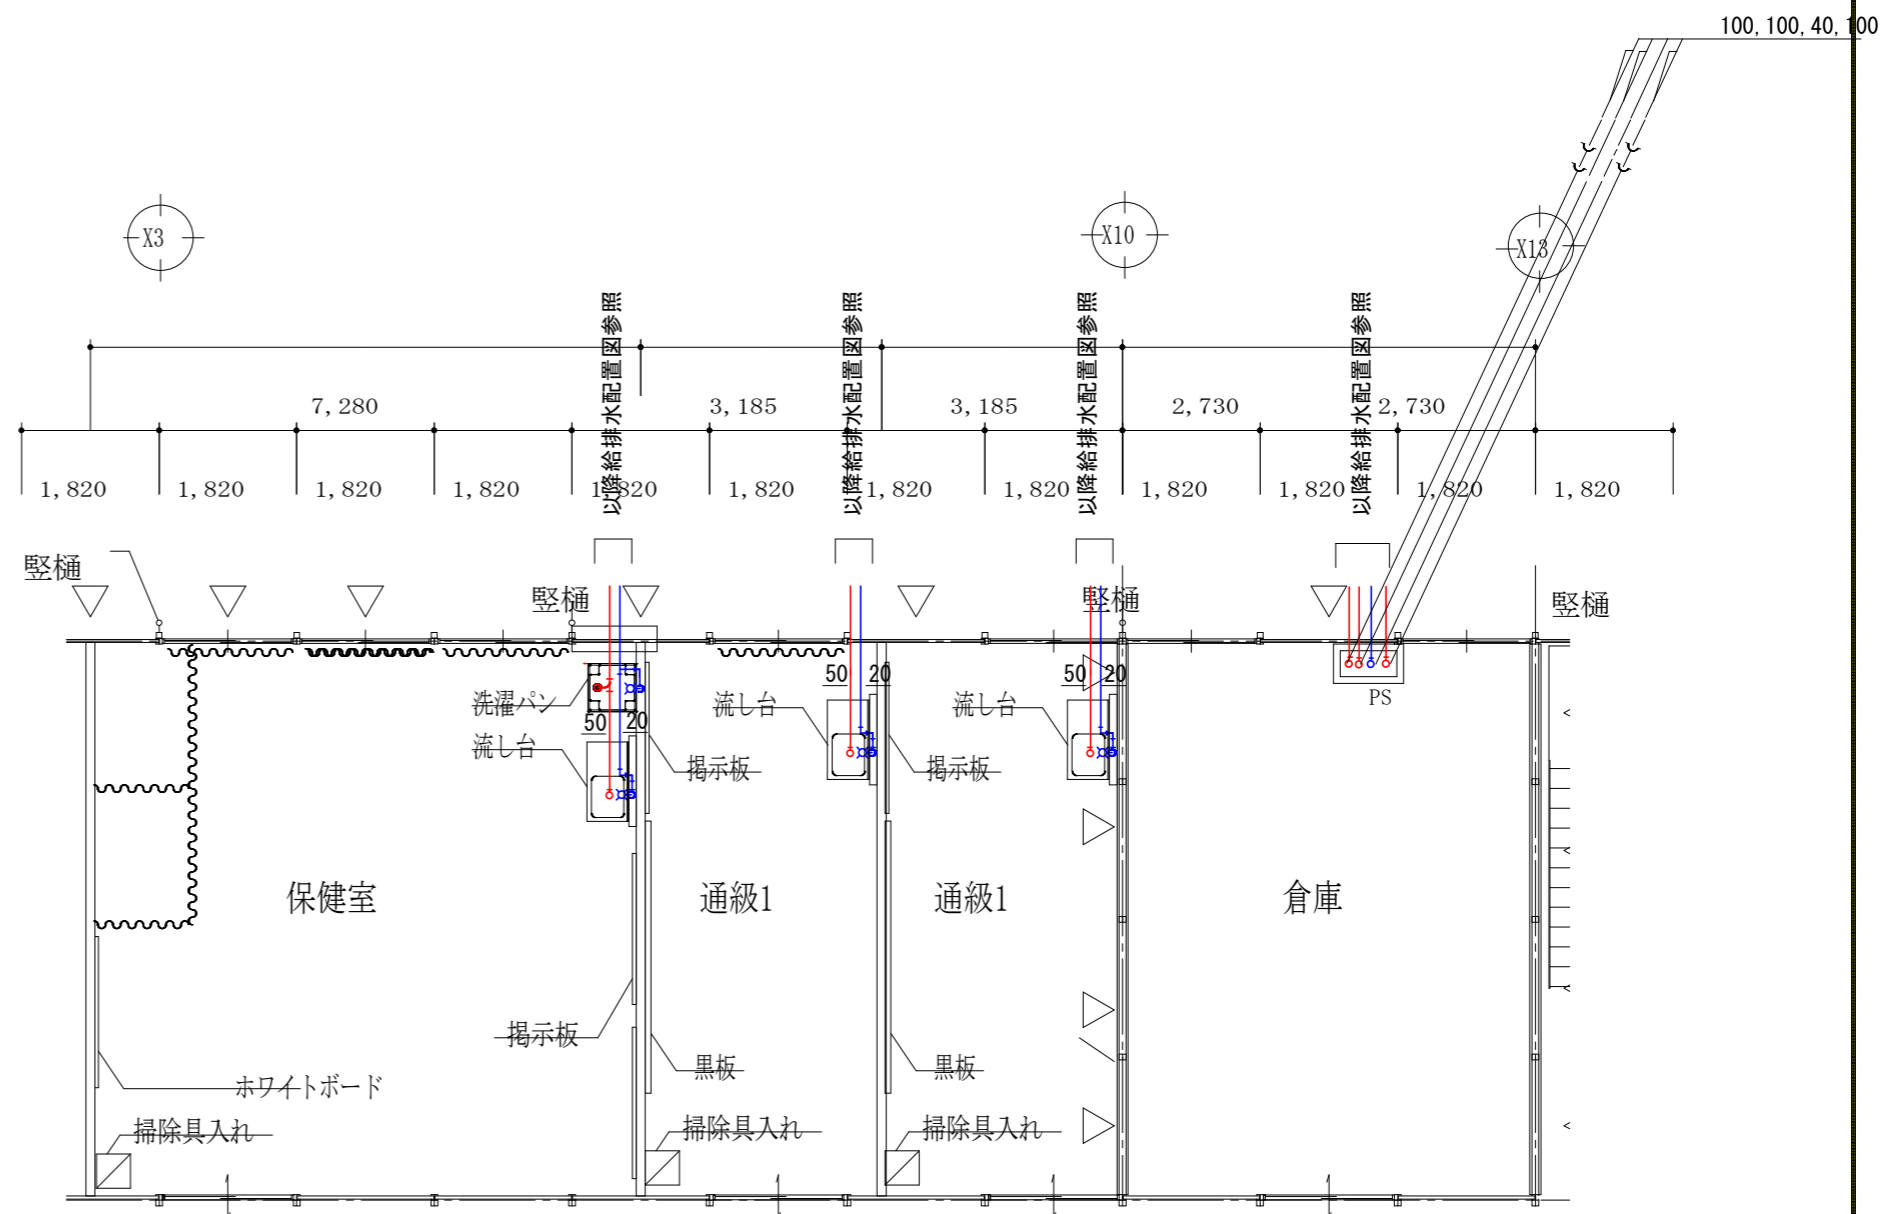 100,100,40,100
X3
X10
X13
以降給排水配置図参照
以降給排水配置図参照
以降給排水配置図参照
以降給排水配置図参照
7,280
3,185
3,185
2,730
2,730
1,820
1,820
1,820
1,820
1,820
1,820
1,820
1,820
1,820
1,820
1,820
1,820
竪樋
竪樋
竪樋
竪樋
洗濯パン
50
20
流し台
掲示板
50
20
流し台
掲示板
50
20
流し台
PS
保健室
通級1
通級1
倉庫
掲示板
黒板
黒板
ホワイトボード
掃除具入れ
掃除具入れ
掃除具入れ